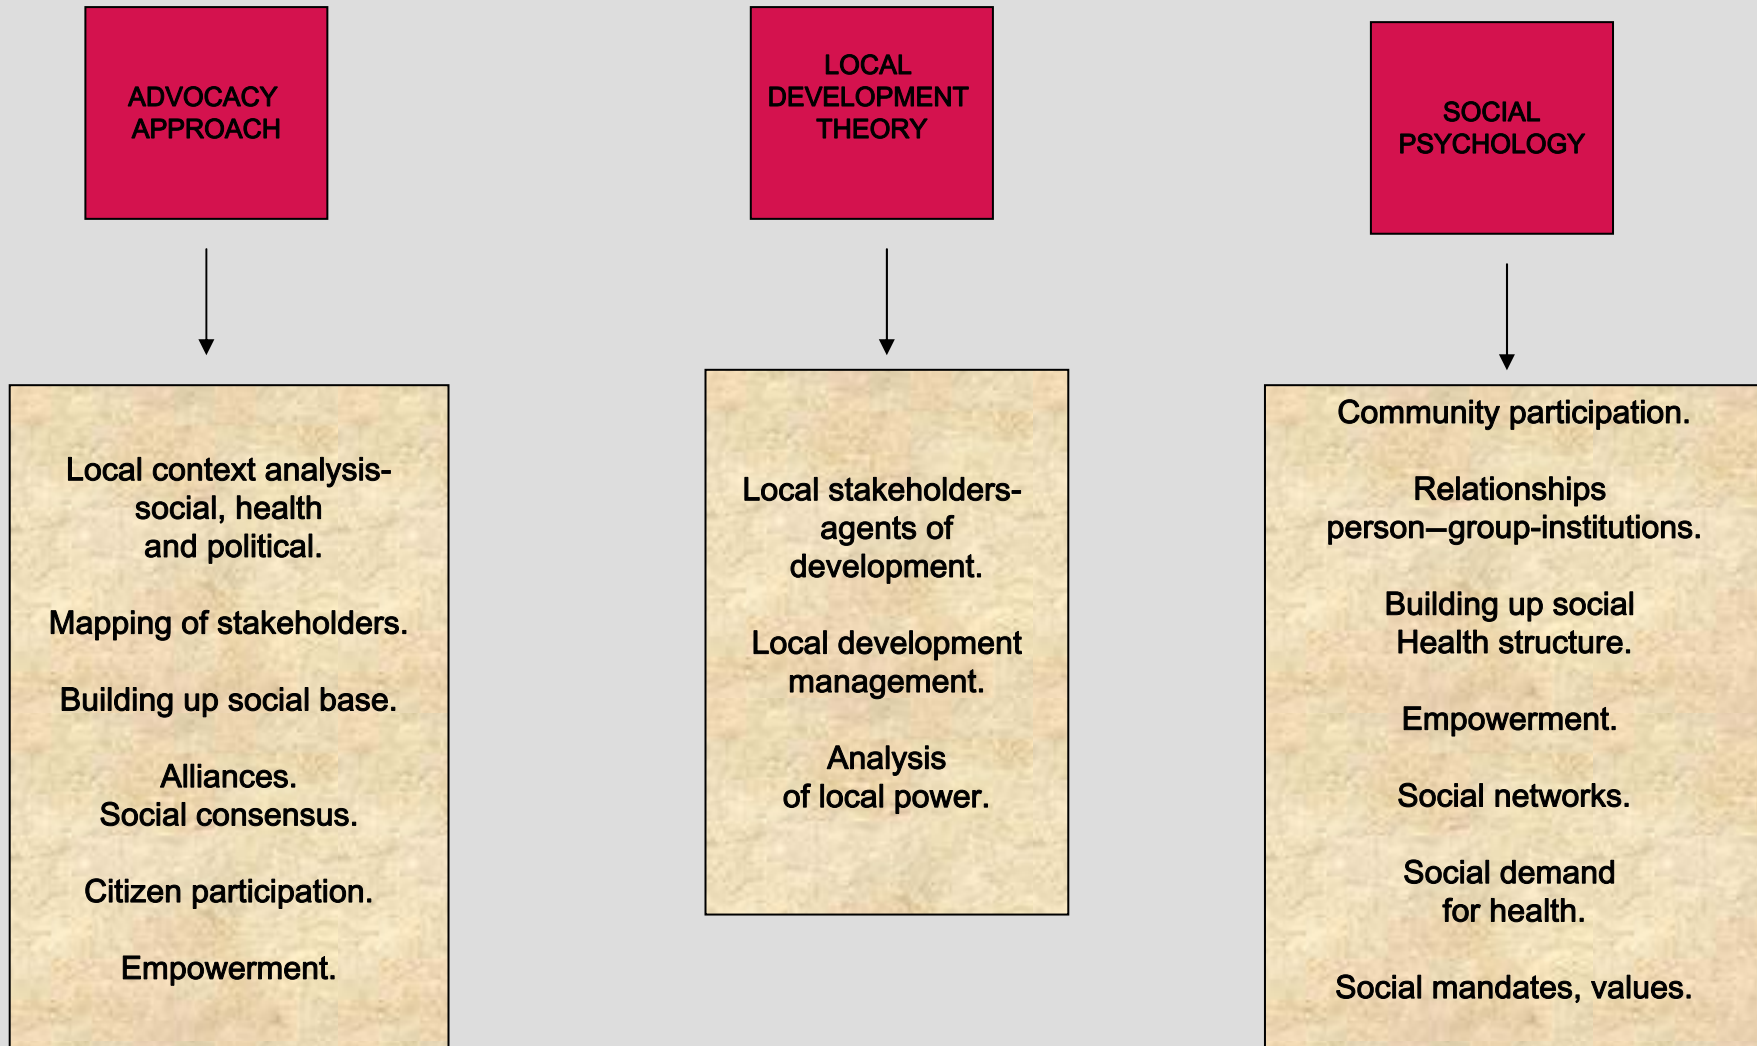 ADVOCACY
APPROACH
Local context analysis-
social, health
and political.
Mapping of stakeholders.
Building up social base.
Alliances.
Social consensus.
Citizen participation.
Empowerment.
LOCAL
DEVELOPMENT
THEORY
Local stakeholders-
agents of
development.
Local development
management.
Analysis
of local power.
SOCIAL
PSYCHOLOGY
Community participation.
Relationships
person–group-institutions.
Building up social
Health structure.
Empowerment.
Social networks.
Social demand
for health.
Social mandates, values.